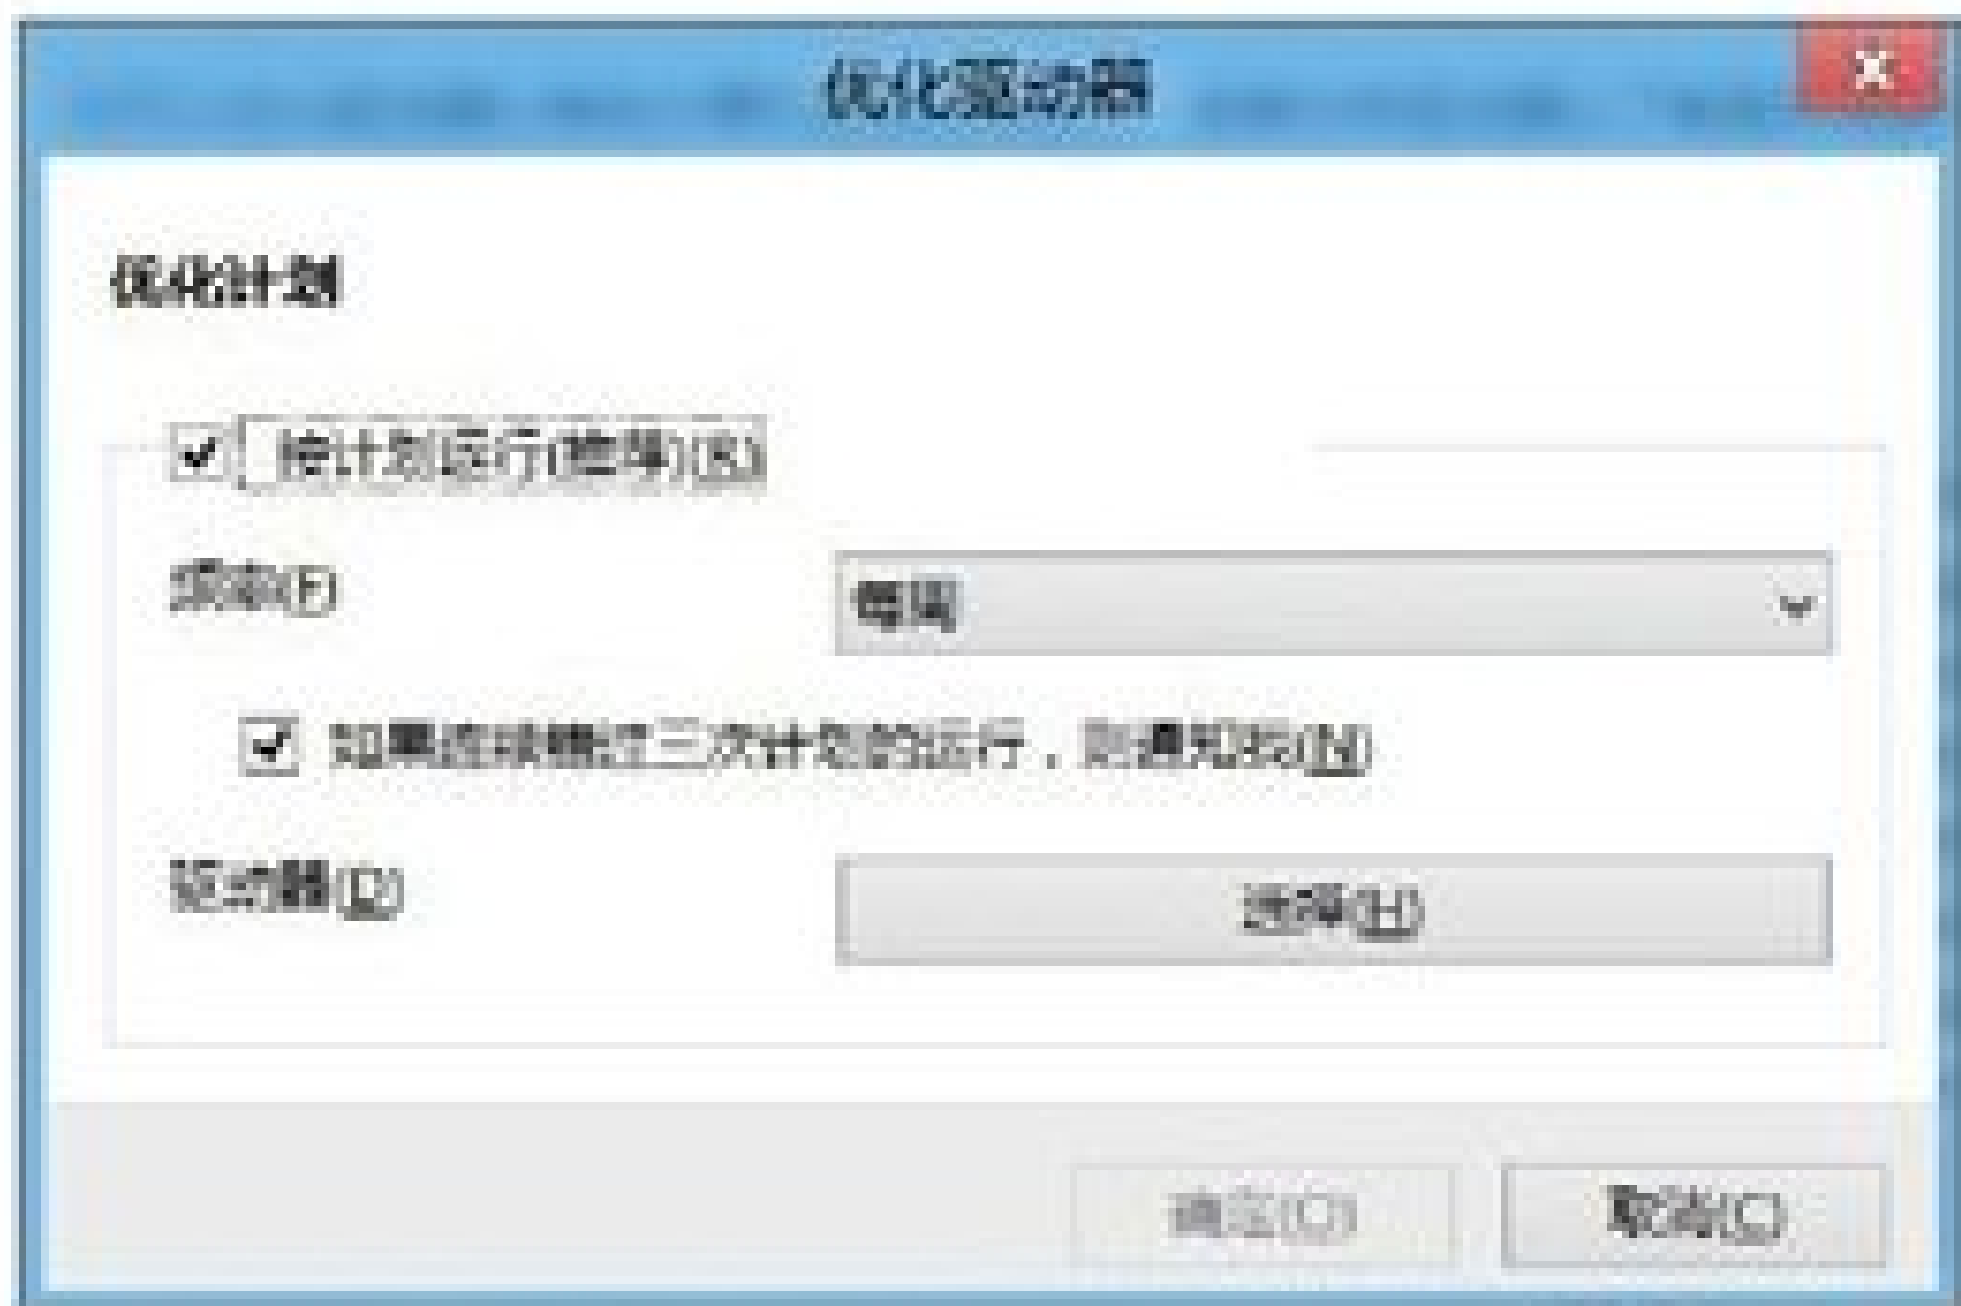 优化驱动器
优化计划
按计划运行(推荐)(R)
频率(F)
每周
如果连续错过三次计划的运行，则通知我(N)
驱动器(D)
选择(H)
确定(O)
取消(C)